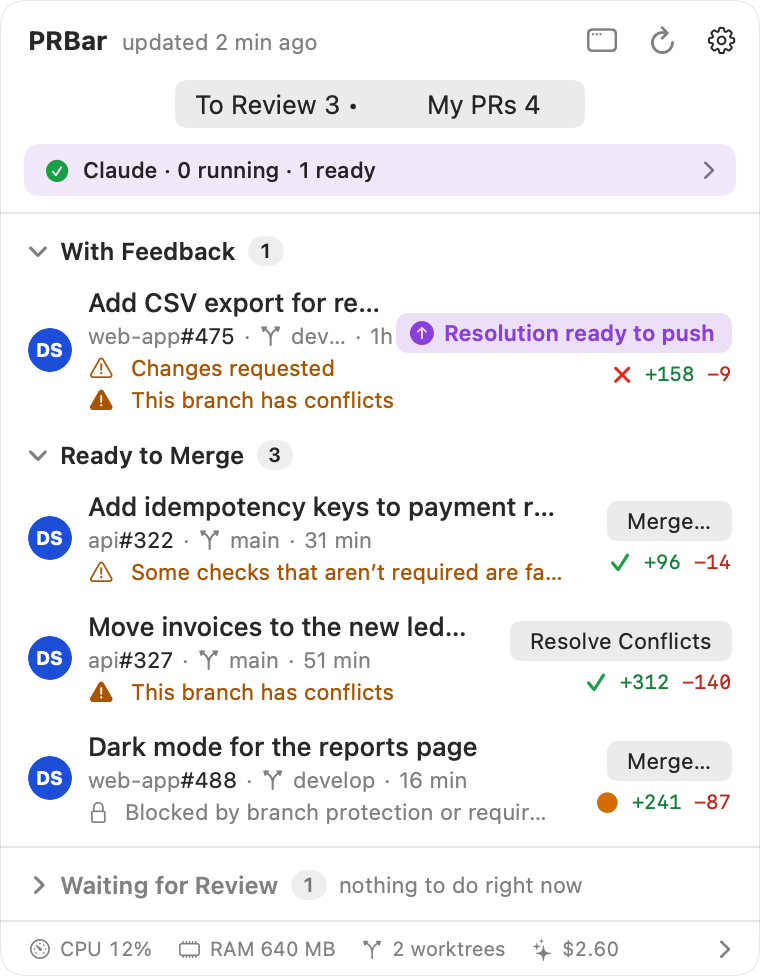 PRBar updated 2 min ago
To Review 3 • My PRs 4
Claude · 0 running · 1 ready
With Feedback 1
Add CSV export for re...
DS
web-app#475 · dev... · 1h
Resolution ready to push
Changes requested
+158 −9
This branch has conflicts
Ready to Merge 3
Add idempotency keys to payment r...
Merge...
DS
api#322 · main · 31 min
Some checks that aren't required are fa...
+96 −14
Move invoices to the new led...
Resolve Conflicts
DS
api#327 · main · 51 min
This branch has conflicts
+312 −140
Dark mode for the reports page
Merge...
DS
web-app#488 · develop · 16 min
Blocked by branch protection or requir...
+241 −87
Waiting for Review 1 nothing to do right now
CPU 12% RAM 640 MB 2 worktrees $2.60